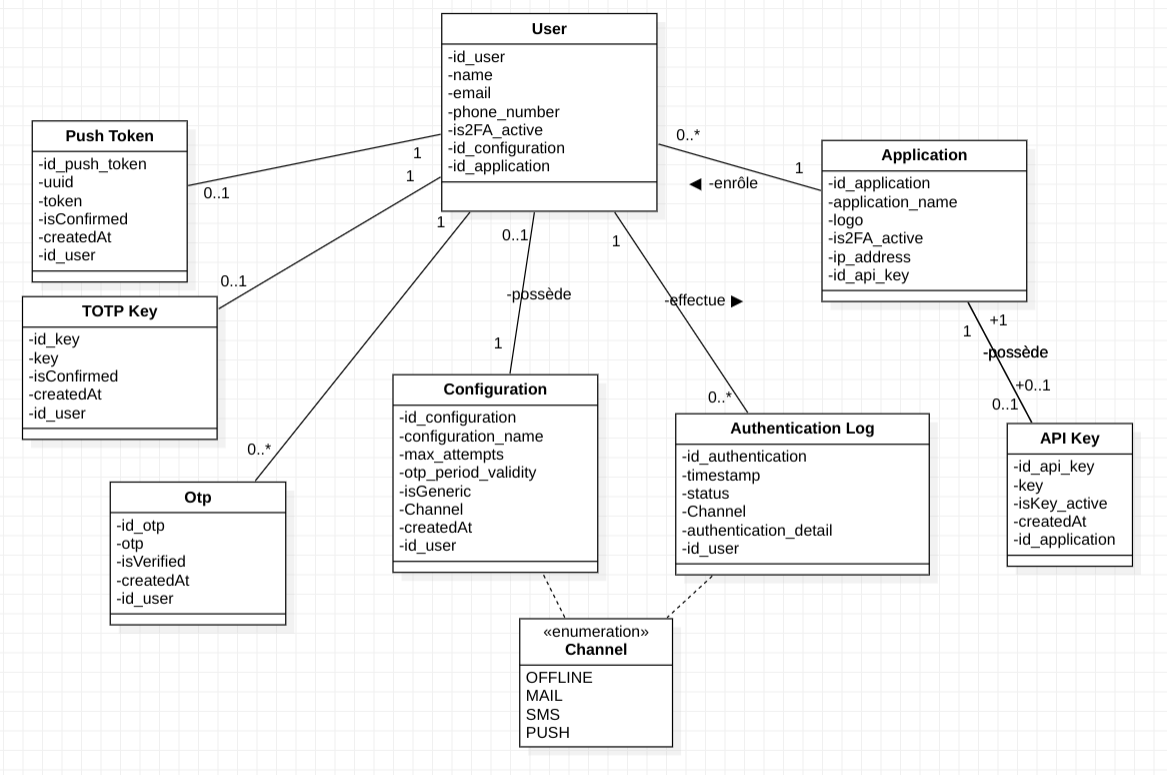 User
-id_user
-name
-email
-phone_number
-is2FA_active
-id_configuration
-id_application
Push Token
-id_push_token
-uuid
-token
-isConfirmed
-createdAt
-id_user
1
0..1
1
0..1
TOTP Key
-id_key
-key
-isConfirmed
-createdAt
-id_user
0..*
1
◀ -enrôle
Application
-id_application
-application_name
-logo
-is2FA_active
-ip_address
-id_api_key
1
0..*
0..1
-possède
1
1
-effectue ▶
0..*
1
+1
-possède
+0..1
0..1
Otp
-id_otp
-otp
-isVerified
-createdAt
-id_user
Configuration
-id_configuration
-configuration_name
-max_attempts
-otp_period_validity
-isGeneric
-Channel
-createdAt
-id_user
Authentication Log
-id_authentication
-timestamp
-status
-Channel
-authentication_detail
-id_user
API Key
-id_api_key
-key
-isKey_active
-createdAt
-id_application
«enumeration»
Channel
OFFLINE
MAIL
SMS
PUSH